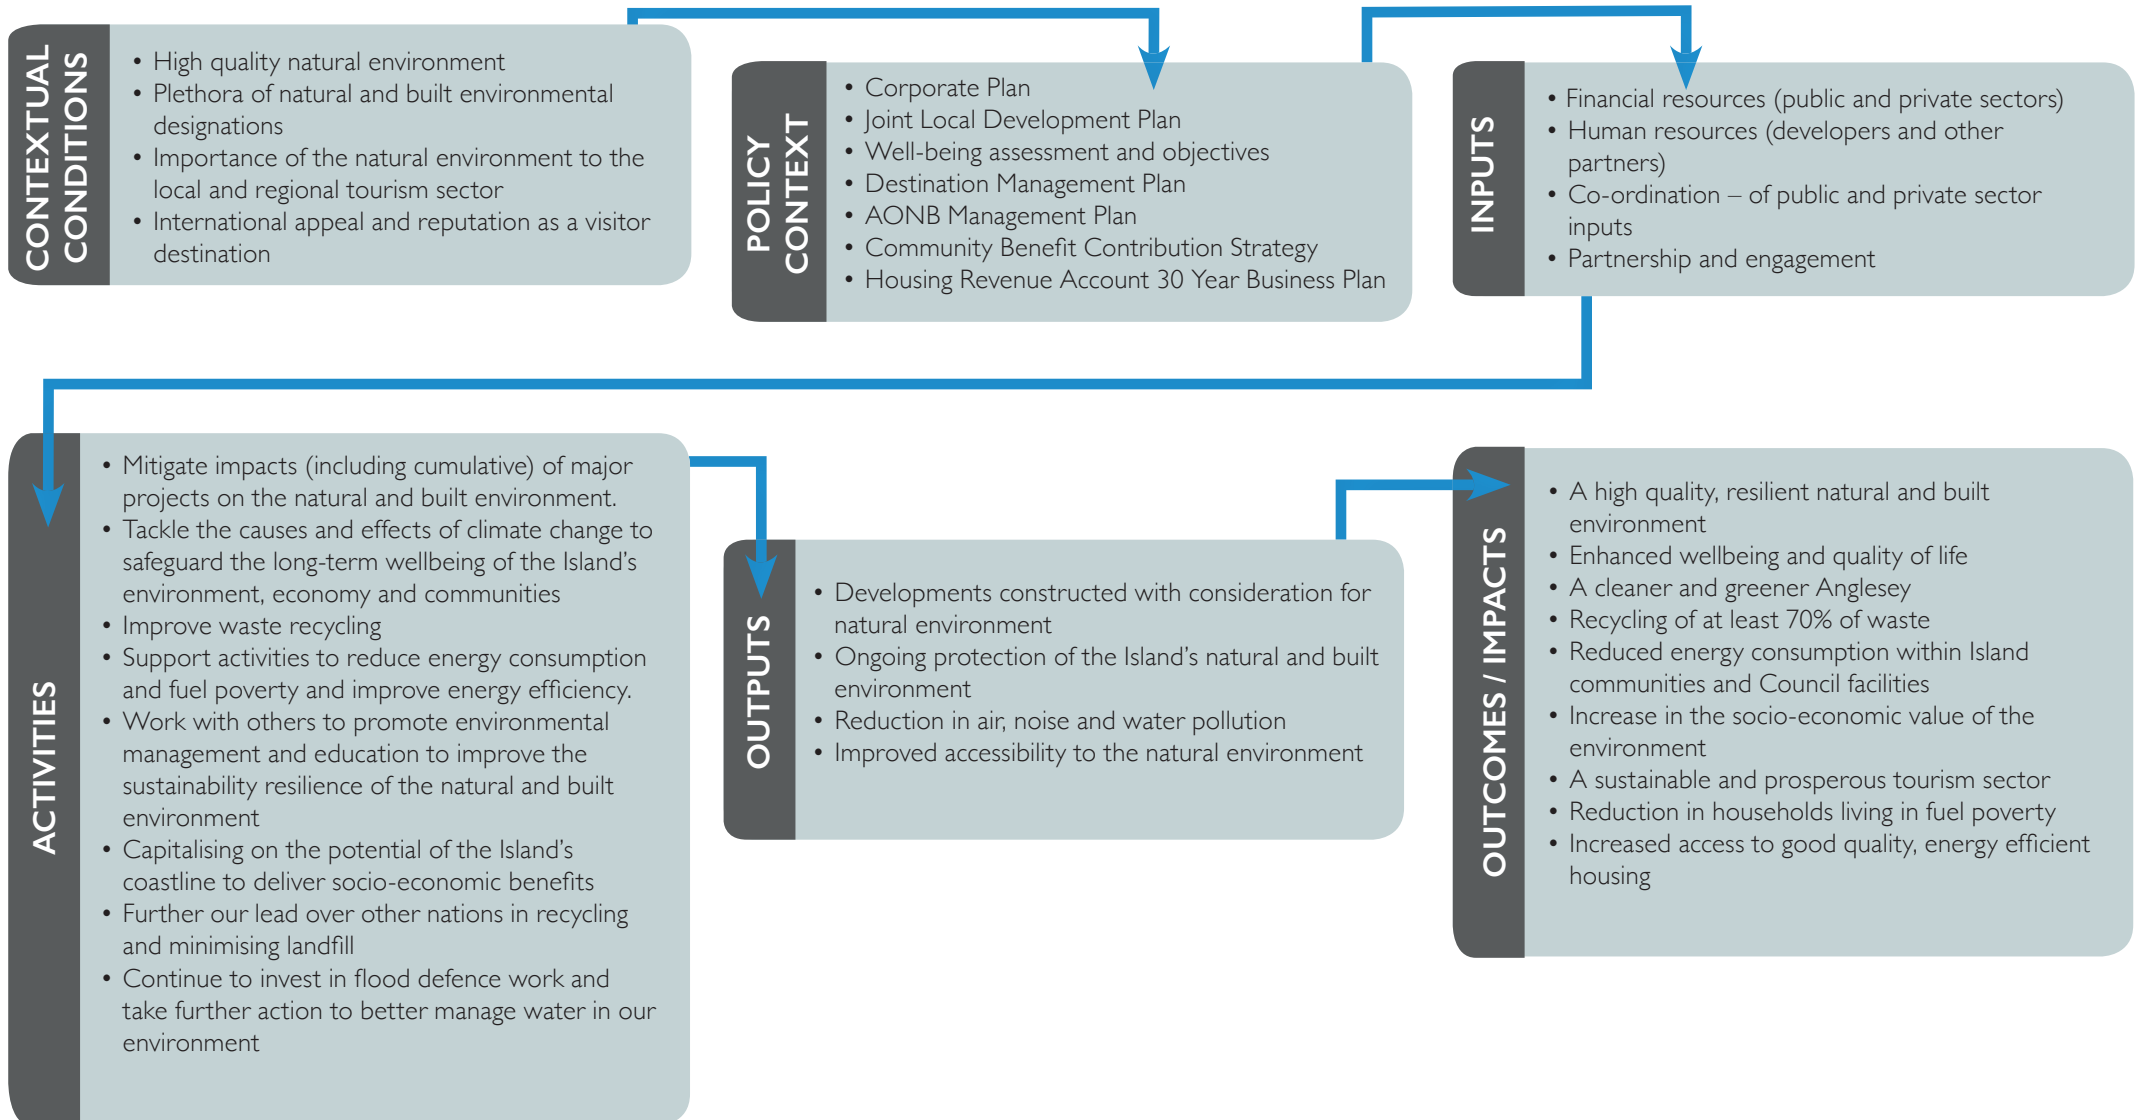 CONTEXTUAL
CONDITIONS
• High quality natural environment
• Plethora of natural and built environmental
designations
• Importance of the natural environment to the
local and regional tourism sector
• International appeal and reputation as a visitor
destination
POLICY
CONTEXT
• Corporate Plan
• Joint Local Development Plan
• Well-being assessment and objectives
• Destination Management Plan
• AONB Management Plan
• Community Benefit Contribution Strategy
• Housing Revenue Account 30 Year Business Plan
INPUTS
• Financial resources (public and private sectors)
• Human resources (developers and other
partners)
• Co-ordination – of public and private sector
inputs
• Partnership and engagement
ACTIVITIES
• Mitigate impacts (including cumulative) of major
projects on the natural and built environment.
• Tackle the causes and effects of climate change to
safeguard the long-term wellbeing of the Island’s
environment, economy and communities
• Improve waste recycling
• Support activities to reduce energy consumption
and fuel poverty and improve energy efficiency.
• Work with others to promote environmental
management and education to improve the
sustainability resilience of the natural and built
environment
• Capitalising on the potential of the Island’s
coastline to deliver socio-economic benefits
• Further our lead over other nations in recycling
and minimising landfill
• Continue to invest in flood defence work and
take further action to better manage water in our
environment
OUTPUTS
• Developments constructed with consideration for
natural environment
• Ongoing protection of the Island’s natural and built
environment
• Reduction in air, noise and water pollution
• Improved accessibility to the natural environment
OUTCOMES / IMPACTS
• A high quality, resilient natural and built
environment
• Enhanced wellbeing and quality of life
• A cleaner and greener Anglesey
• Recycling of at least 70% of waste
• Reduced energy consumption within Island
communities and Council facilities
• Increase in the socio-economic value of the
environment
• A sustainable and prosperous tourism sector
• Reduction in households living in fuel poverty
• Increased access to good quality, energy efficient
housing